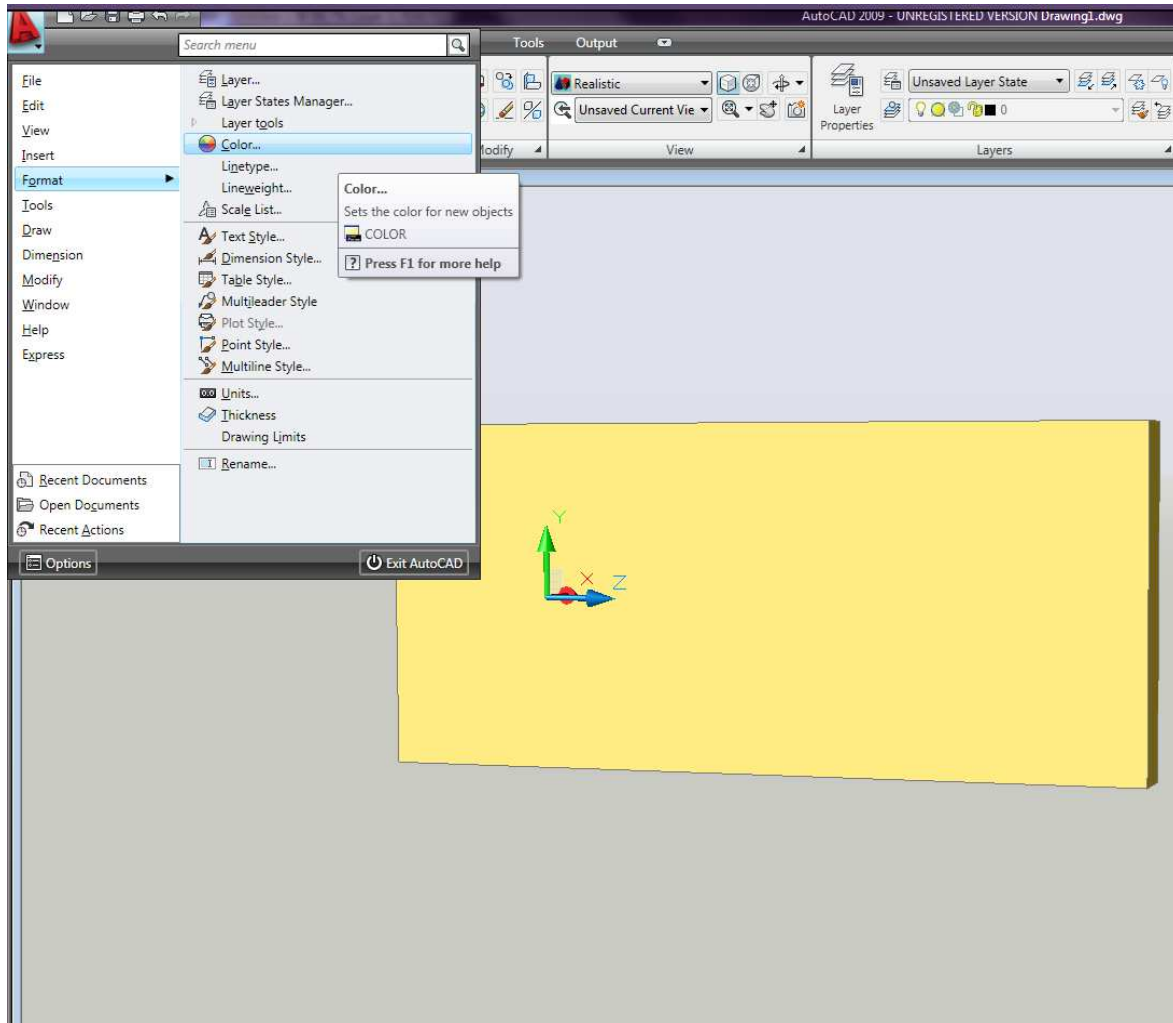 AutoCAD 2009 - UNREGISTERED VERSION Drawing1.dwg
Search menu
Tools Output
File
Edit
View
Insert
Format
Tools
Draw
Dimension
Modify
Window
Help
Express
Recent Documents
Open Documents
Recent Actions
Options
Exit AutoCAD
Layer...
Layer States Manager...
Layer tools
Color...
Linetype...
Lineweight...
Scale List...
Text Style...
Dimension Style...
Table Style...
Multileader Style
Plot Style...
Point Style...
Multiline Style...
Units...
Thickness
Drawing Limits
Rename...
Color...
Sets the color for new objects
COLOR
? Press F1 for more help
Realistic
Unsaved Current Vie
View
Layer
Properties
Unsaved Layer State
0
Layers
Y
X
Z